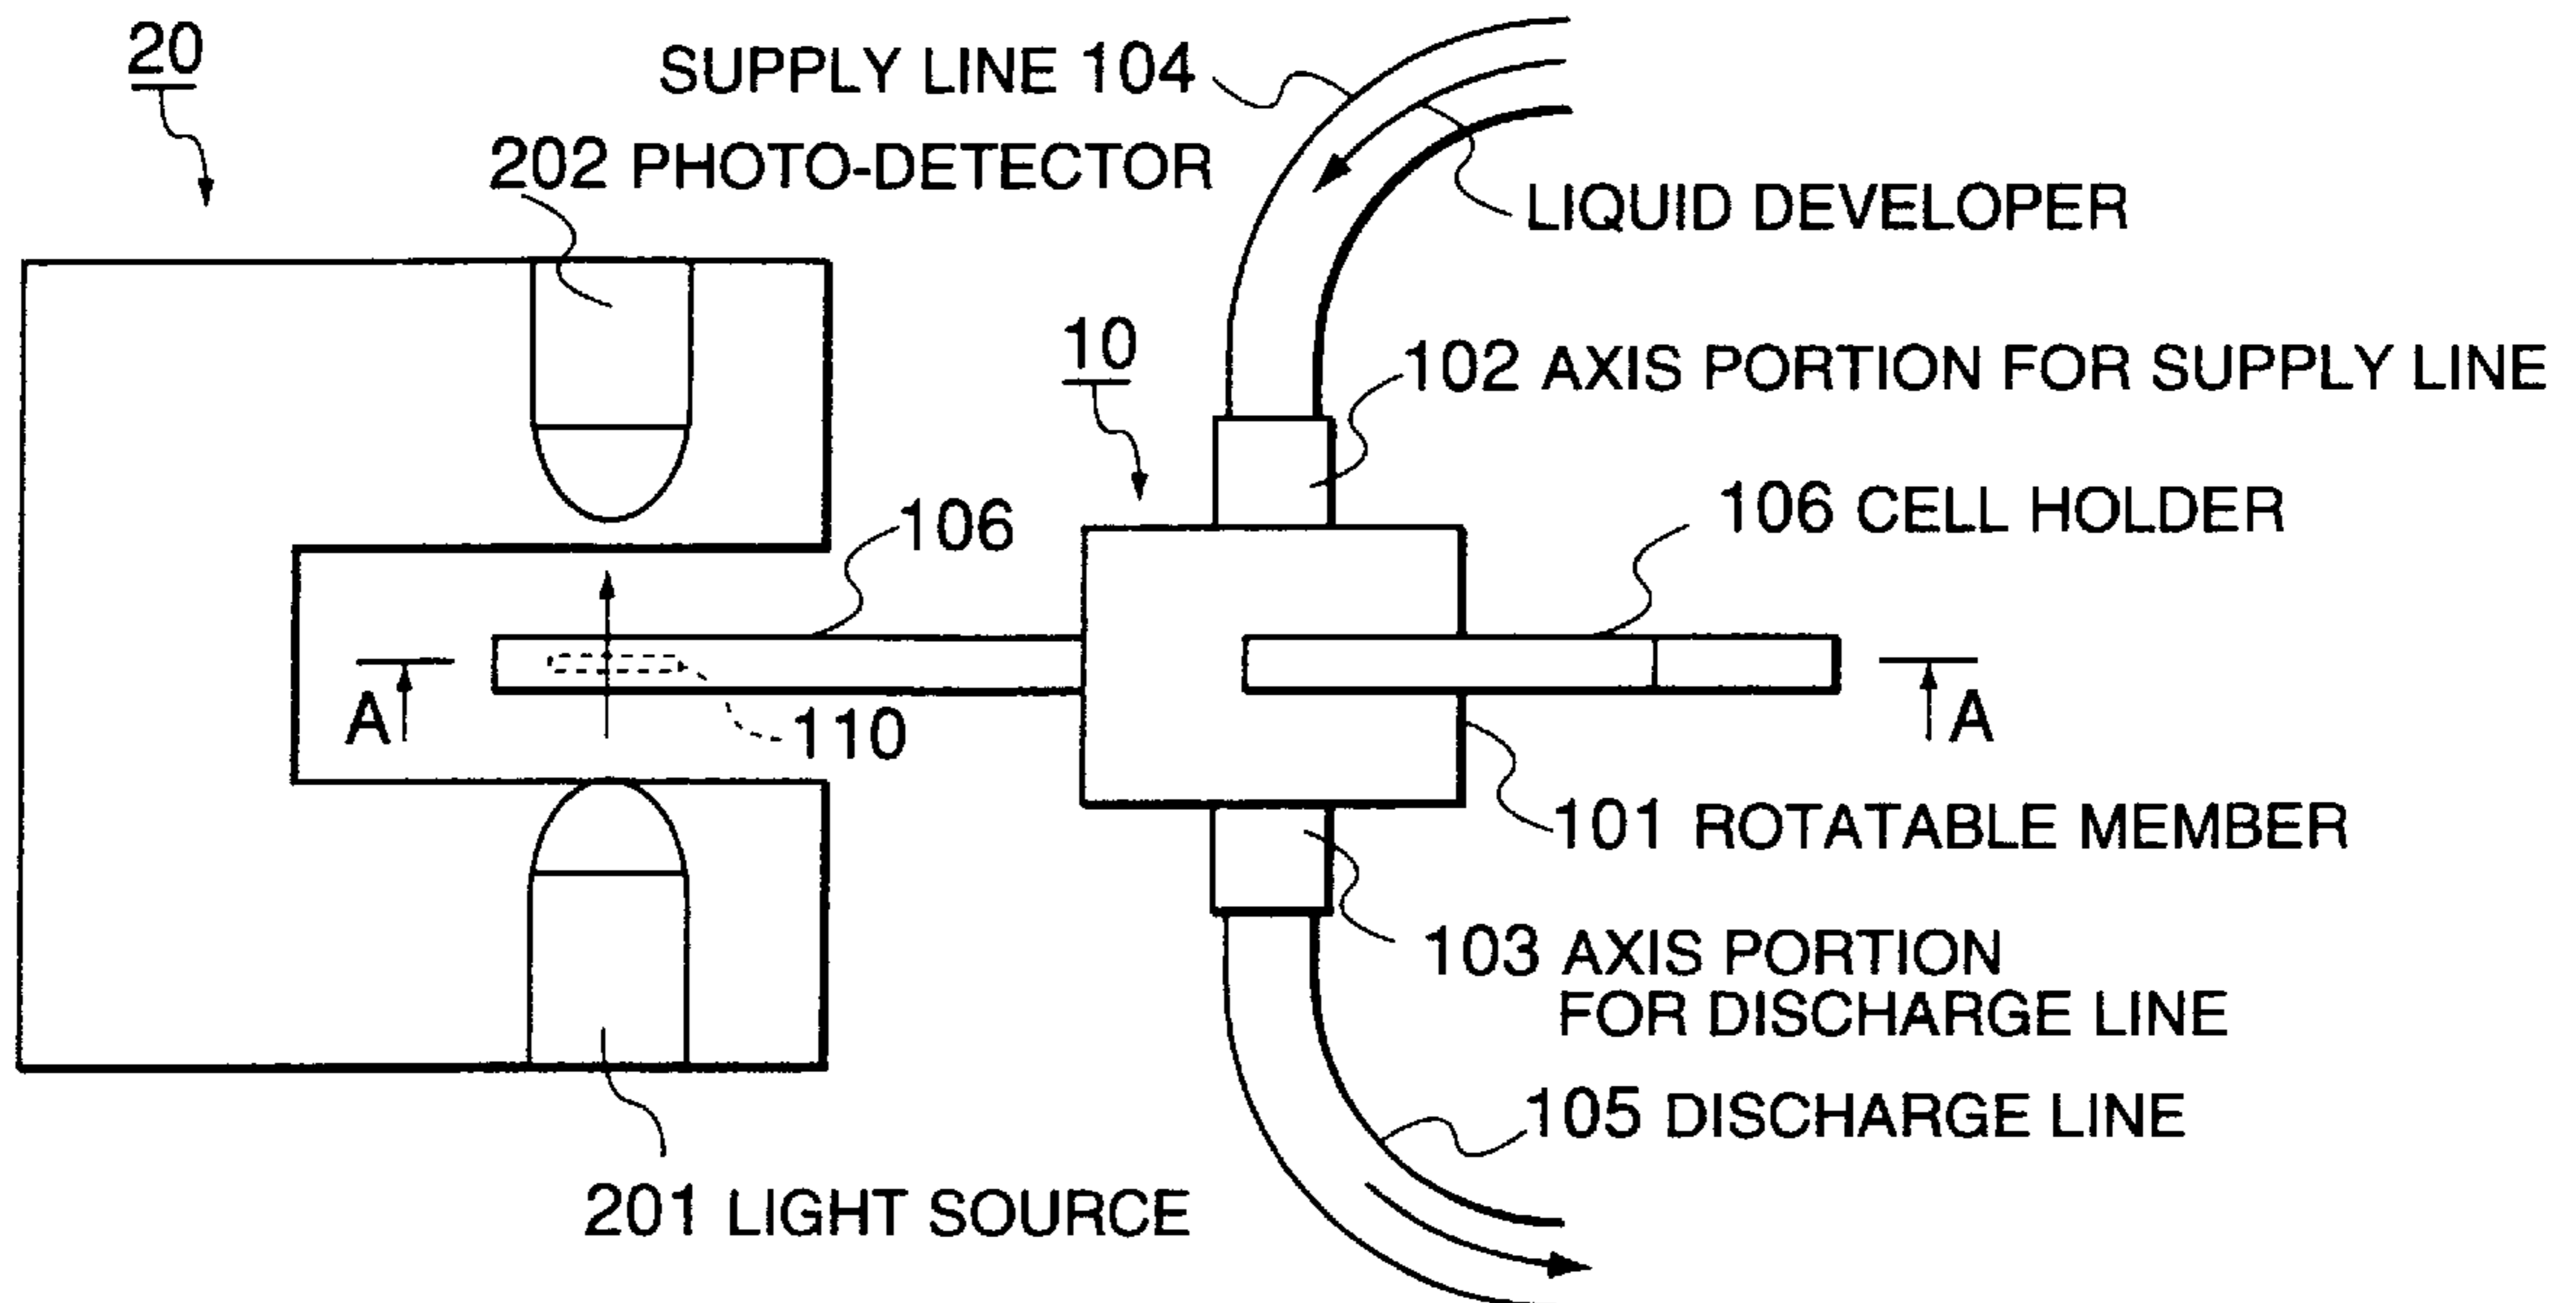 20
SUPPLY LINE 104
202 PHOTO-DETECTOR
LIQUID DEVELOPER
10
102 AXIS PORTION FOR SUPPLY LINE
106
106 CELL HOLDER
A
110
A
101 ROTATABLE MEMBER
103 AXIS PORTION
FOR DISCHARGE LINE
105 DISCHARGE LINE
201 LIGHT SOURCE